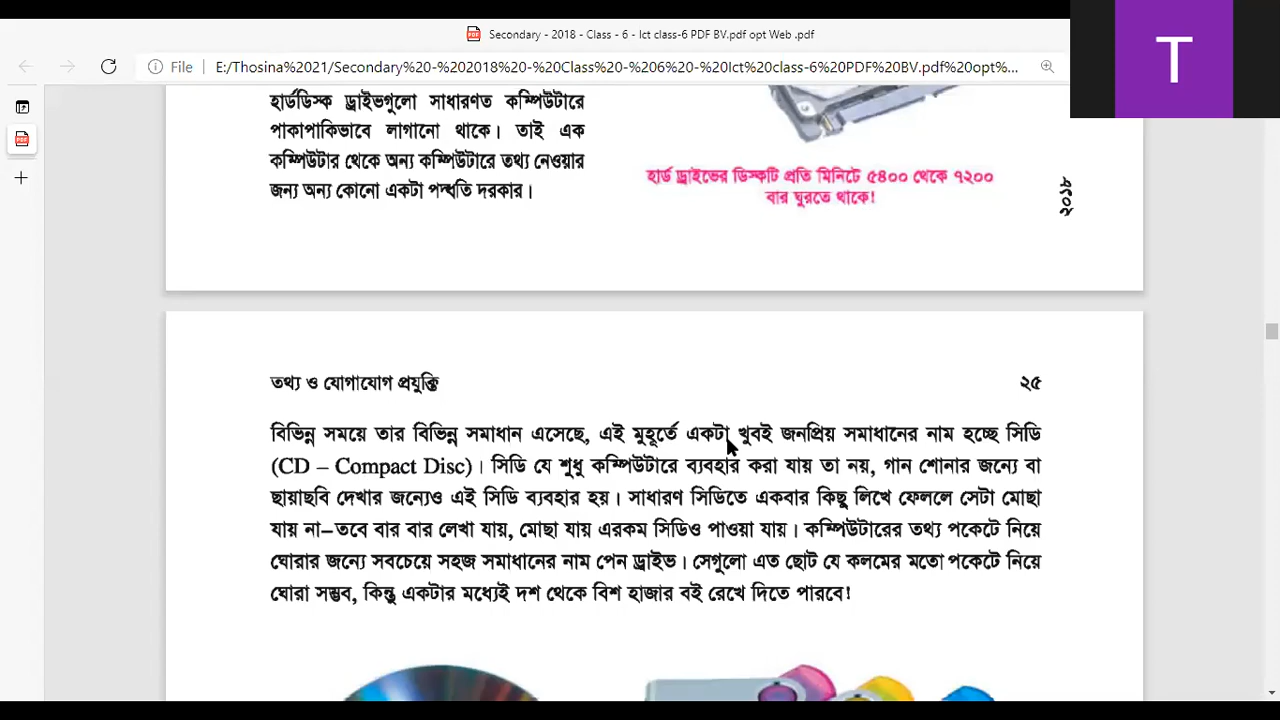 Secondary - 2018 - Class - 6 - Ict class-6 PDF BV.pdf opt Web .pdf
File
E:/Thosina%2021/Secondary%20-%202018%20-%20Class%20-%206%20-%20Ict%20class-6%20PDF%20BV.pdf%20opt%...
T
হার্ডডিস্ক ড্রাইভগুলো সাধারণত কম্পিউটারে
পাকাপাকিভাবে লাগানো থাকে। তাই এক
কম্পিউটার থেকে অন্য কম্পিউটারে তথ্য নেওয়ার
জন্য অন্য কোনো একটা পদ্ধতি দরকার।
হার্ড ড্রাইভের ডিস্কটি প্রতি মিনিটে ৫৪০০ থেকে ৭২০০
বার ঘুরতে থাকে!
২০১৮
তথ্য ও যোগাযোগ প্রযুক্তি
২৫
বিভিন্ন সময়ে তার বিভিন্ন সমাধান এসেছে, এই মুহূর্তে একটা খুবই জনপ্রিয় সমাধানের নাম হচ্ছে সিডি
(CD – Compact Disc)। সিডি যে শুধু কম্পিউটারে ব্যবহার করা যায় তা নয়, গান শোনার জন্যে বা
ছায়াছবি দেখার জন্যেও এই সিডি ব্যবহার হয়। সাধারণ সিডিতে একবার কিছু লিখে ফেললে সেটা মোছা
যায় না–তবে বার বার লেখা যায়, মোছা যায় এরকম সিডিও পাওয়া যায়। কম্পিউটারের তথ্য পকেটে নিয়ে
ঘোরার জন্যে সবচেয়ে সহজ সমাধানের নাম পেন ড্রাইভ। সেগুলো এত ছোট যে কলমের মতো পকেটে নিয়ে
ঘোরা সম্ভব, কিন্তু একটার মধ্যেই দশ থেকে বিশ হাজার বই রেখে দিতে পারবে!